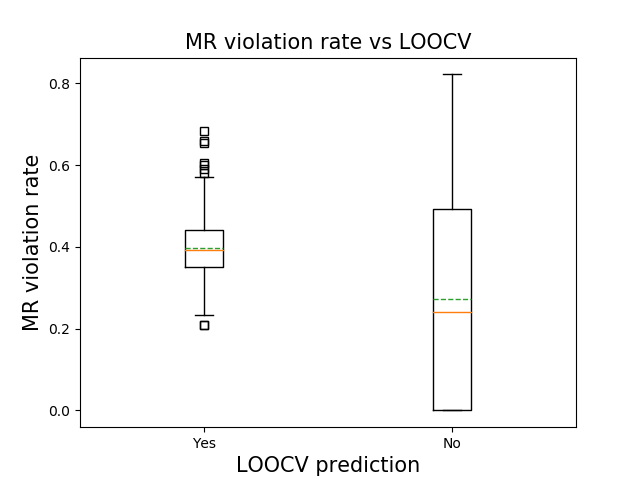 MR violation rate vs LOOCV
MR violation rate
0.8
0.6
0.4
0.2
0.0
Yes
No
LOOCV prediction